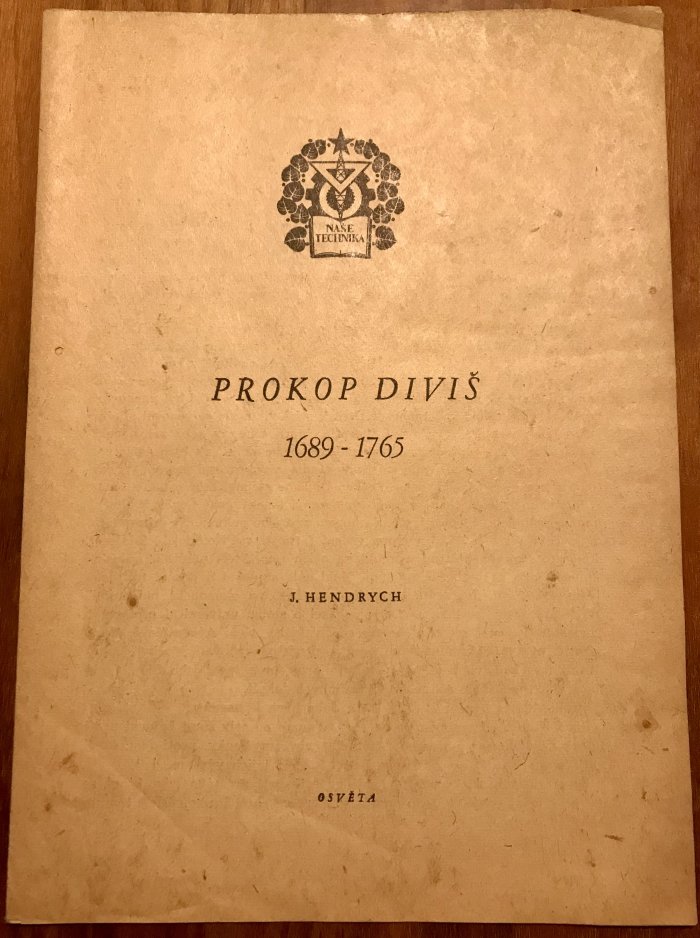 NAŠE
TECHNIKA
PROKOP DIVIŠ
1689 - 1765
J. HENDRYCH
OSVĚTA